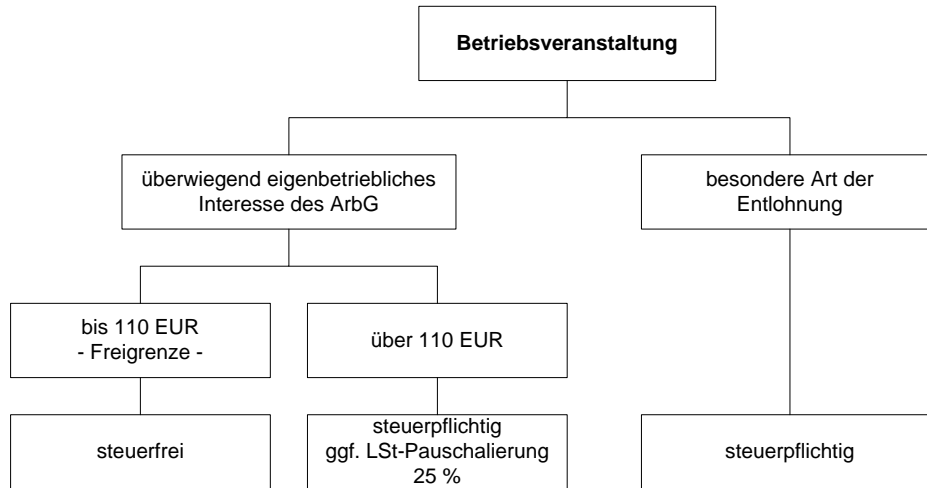 Betriebsveranstaltung
überwiegend eigenbetriebliches
Interesse des ArbG
besondere Art der
Entlohnung
bis 110 EUR
- Freigrenze -
über 110 EUR
steuerfrei
steuerpflichtig
ggf. LSt-Pauschalierung
25 %
steuerpflichtig